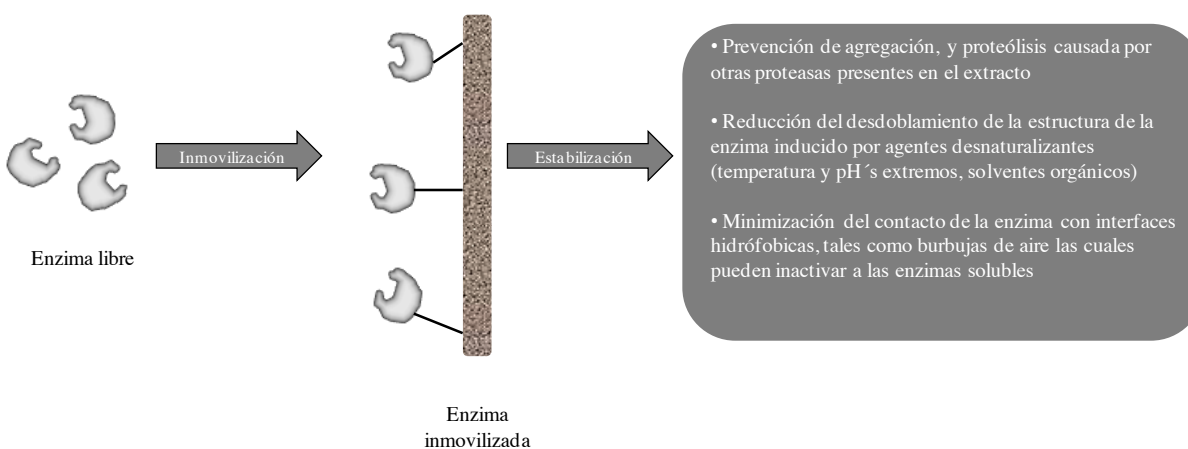 Enzima libre
Inmovilización
Enzima
inmovilizada
Estabilización
• Prevención de agregación, y proteólisis causada por
otras proteasas presentes en el extracto
• Reducción del desdoblamiento de la estructura de la
enzima inducido por agentes desnaturalizantes
(temperatura y pH´s extremos, solventes orgánicos)
• Minimización del contacto de la enzima con interfaces
hidrófobicas, tales como burbujas de aire las cuales
pueden inactivar a las enzimas solubles